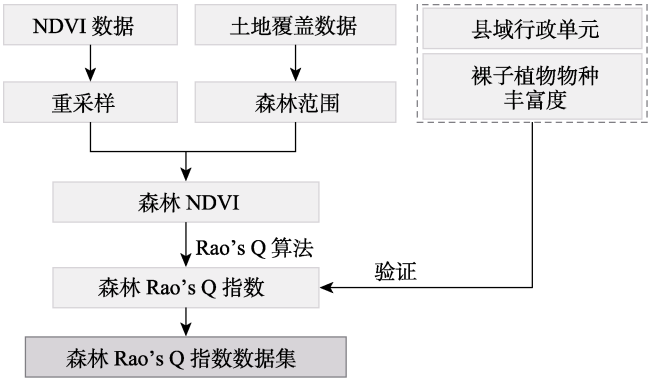 NDVI 数据
土地覆盖数据
县域行政单元
重采样
森林范围
裸子植物物种
丰富度
森林 NDVI
Rao's Q 算法
森林 Rao's Q 指数
验证
森林 Rao's Q 指数数据集